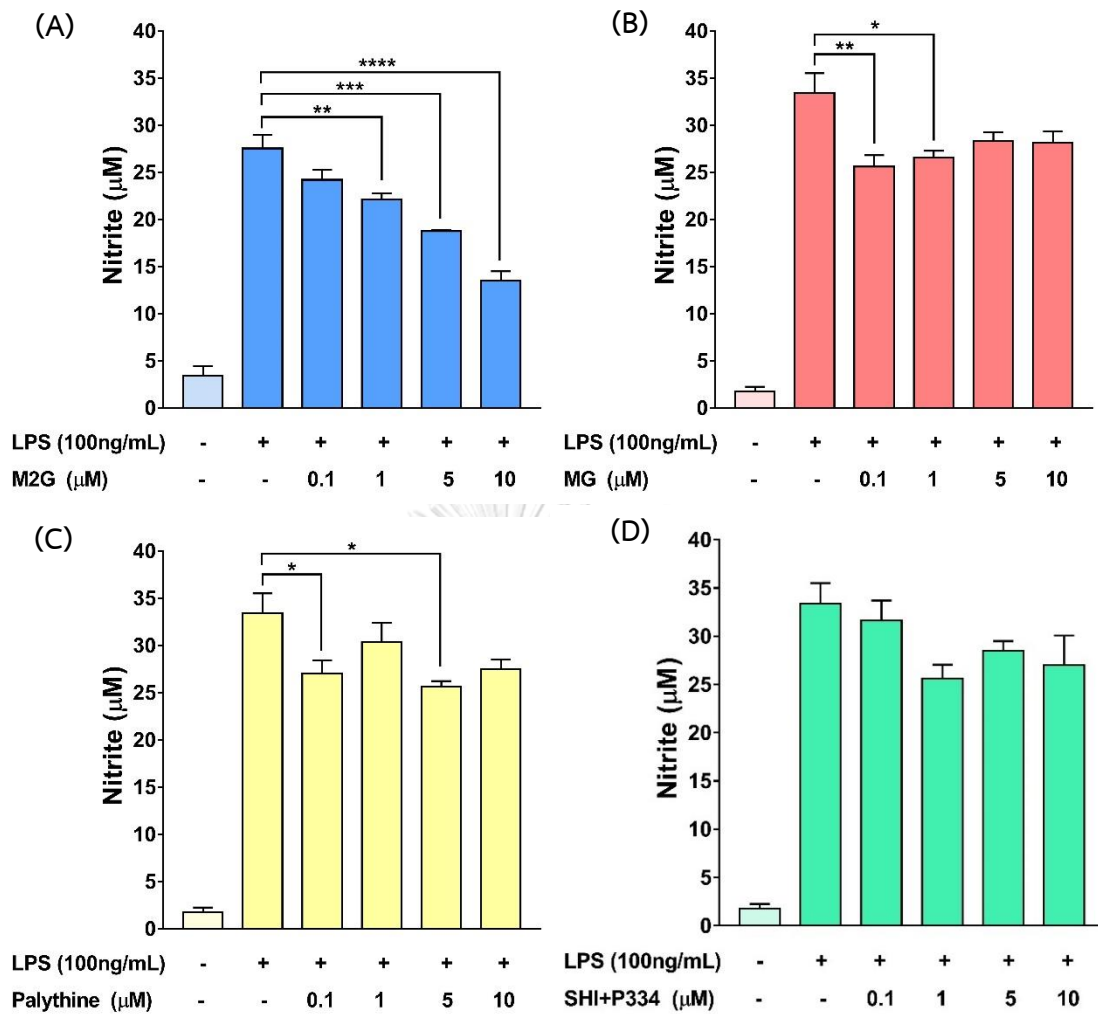 (A)
40
35
30
25
20
15
10
5
0
Nitrite (μM)
**
***
****
LPS (100ng/mL) - + + + + +
M2G (μM) - - 0.1 1 5 10
(B)
40
35
30
25
20
15
10
5
0
Nitrite (μM)
*
**
LPS (100ng/mL) - + + + + +
MG (μM) - - 0.1 1 5 10
(C)
40
35
30
25
20
15
10
5
0
Nitrite (μM)
*
*
LPS (100ng/mL) - + + + + +
Palythine (μM) - - 0.1 1 5 10
(D)
40
35
30
25
20
15
10
5
0
Nitrite (μM)
LPS (100ng/mL) - + + + + +
SHI+P334 (μM) - - 0.1 1 5 10